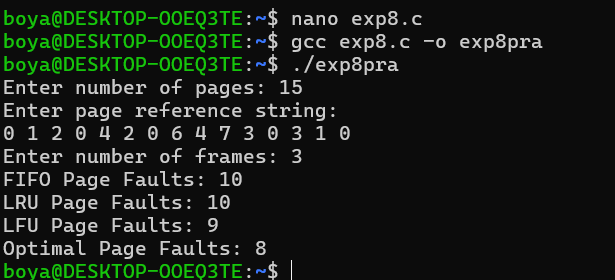 boya@DESKTOP-OOEQ3TE:~$ nano exp8.c
boya@DESKTOP-OOEQ3TE:~$ gcc exp8.c -o exp8pra
boya@DESKTOP-OOEQ3TE:~$ ./exp8pra
Enter number of pages: 15
Enter page reference string:
0 1 2 0 4 2 0 6 4 7 3 0 3 1 0
Enter number of frames: 3
FIFO Page Faults: 10
LRU Page Faults: 10
LFU Page Faults: 9
Optimal Page Faults: 8
boya@DESKTOP-OOEQ3TE:~$